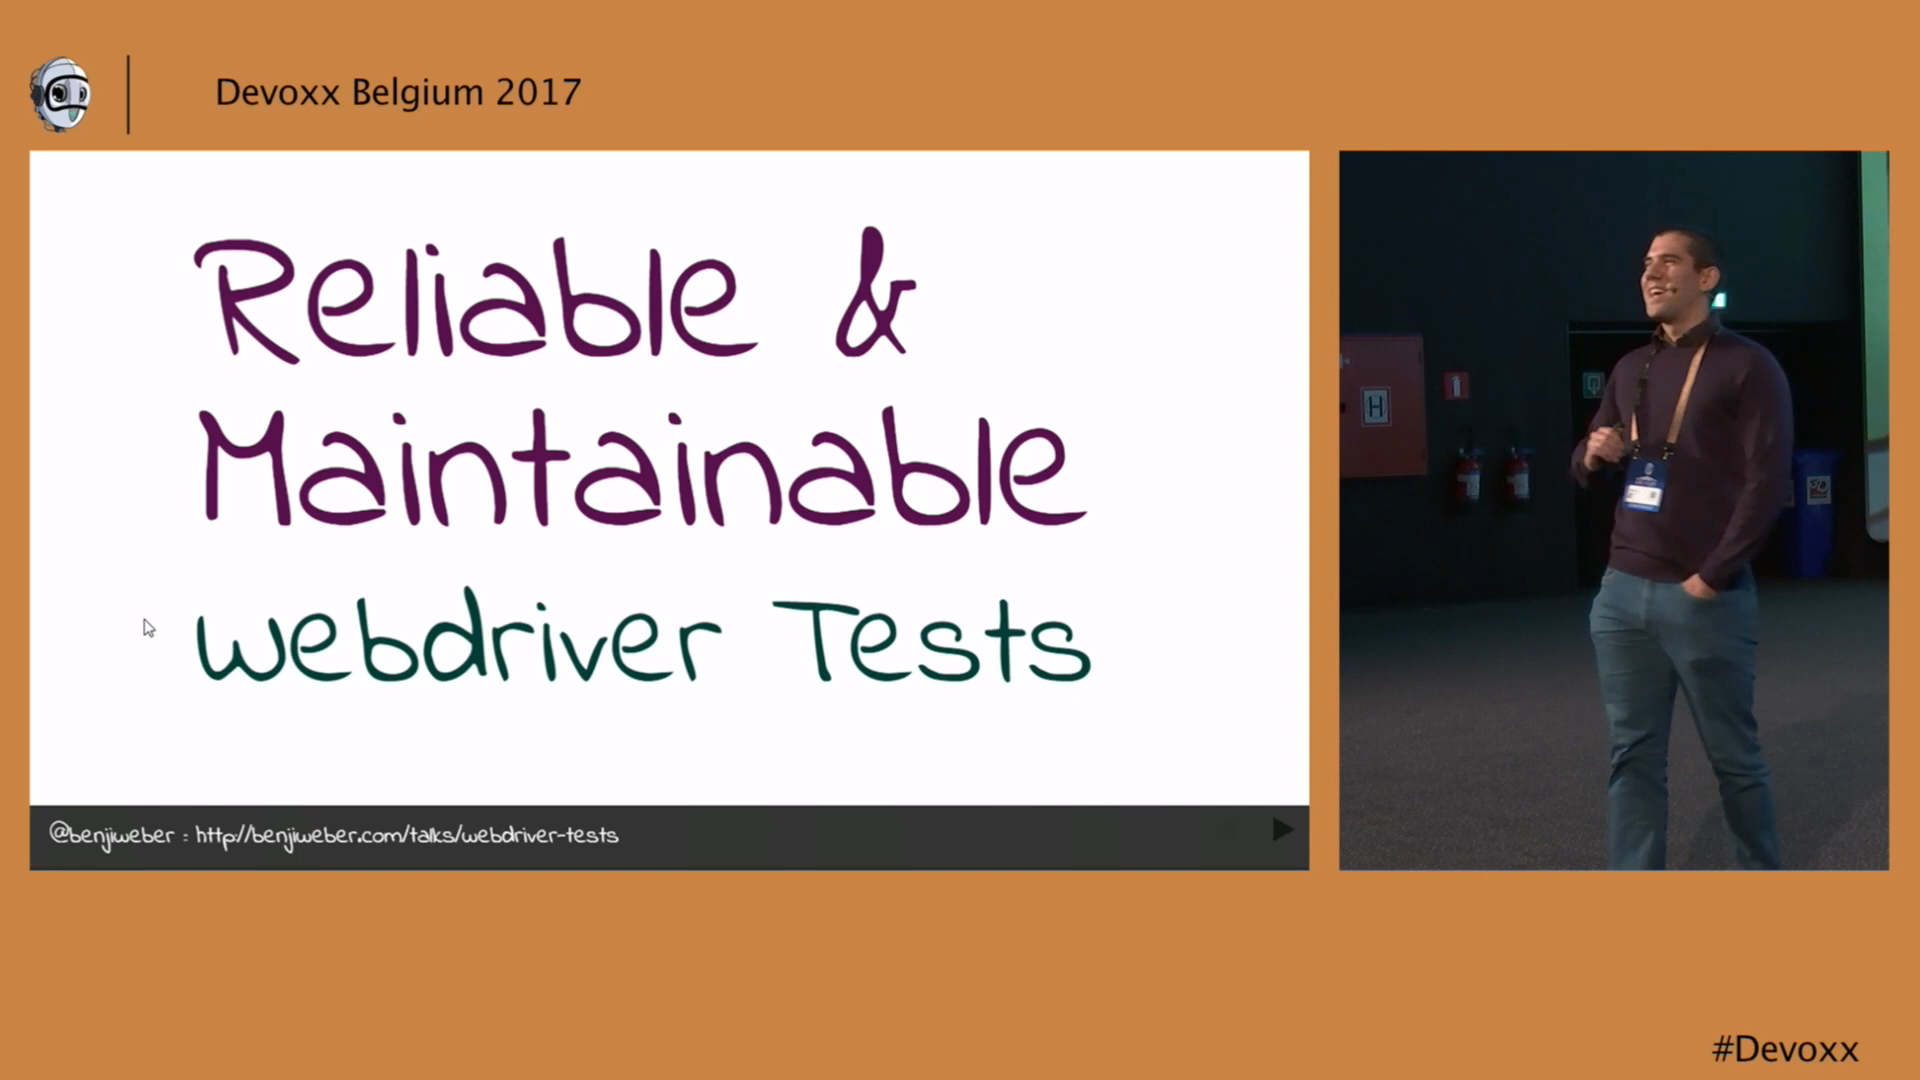 Devoxx Belgium 2017
Reliable &
Maintainable
Webdriver Tests
@benjiweber : http://benjiweber.com/talks/webdriver-tests
H
#Devoxx